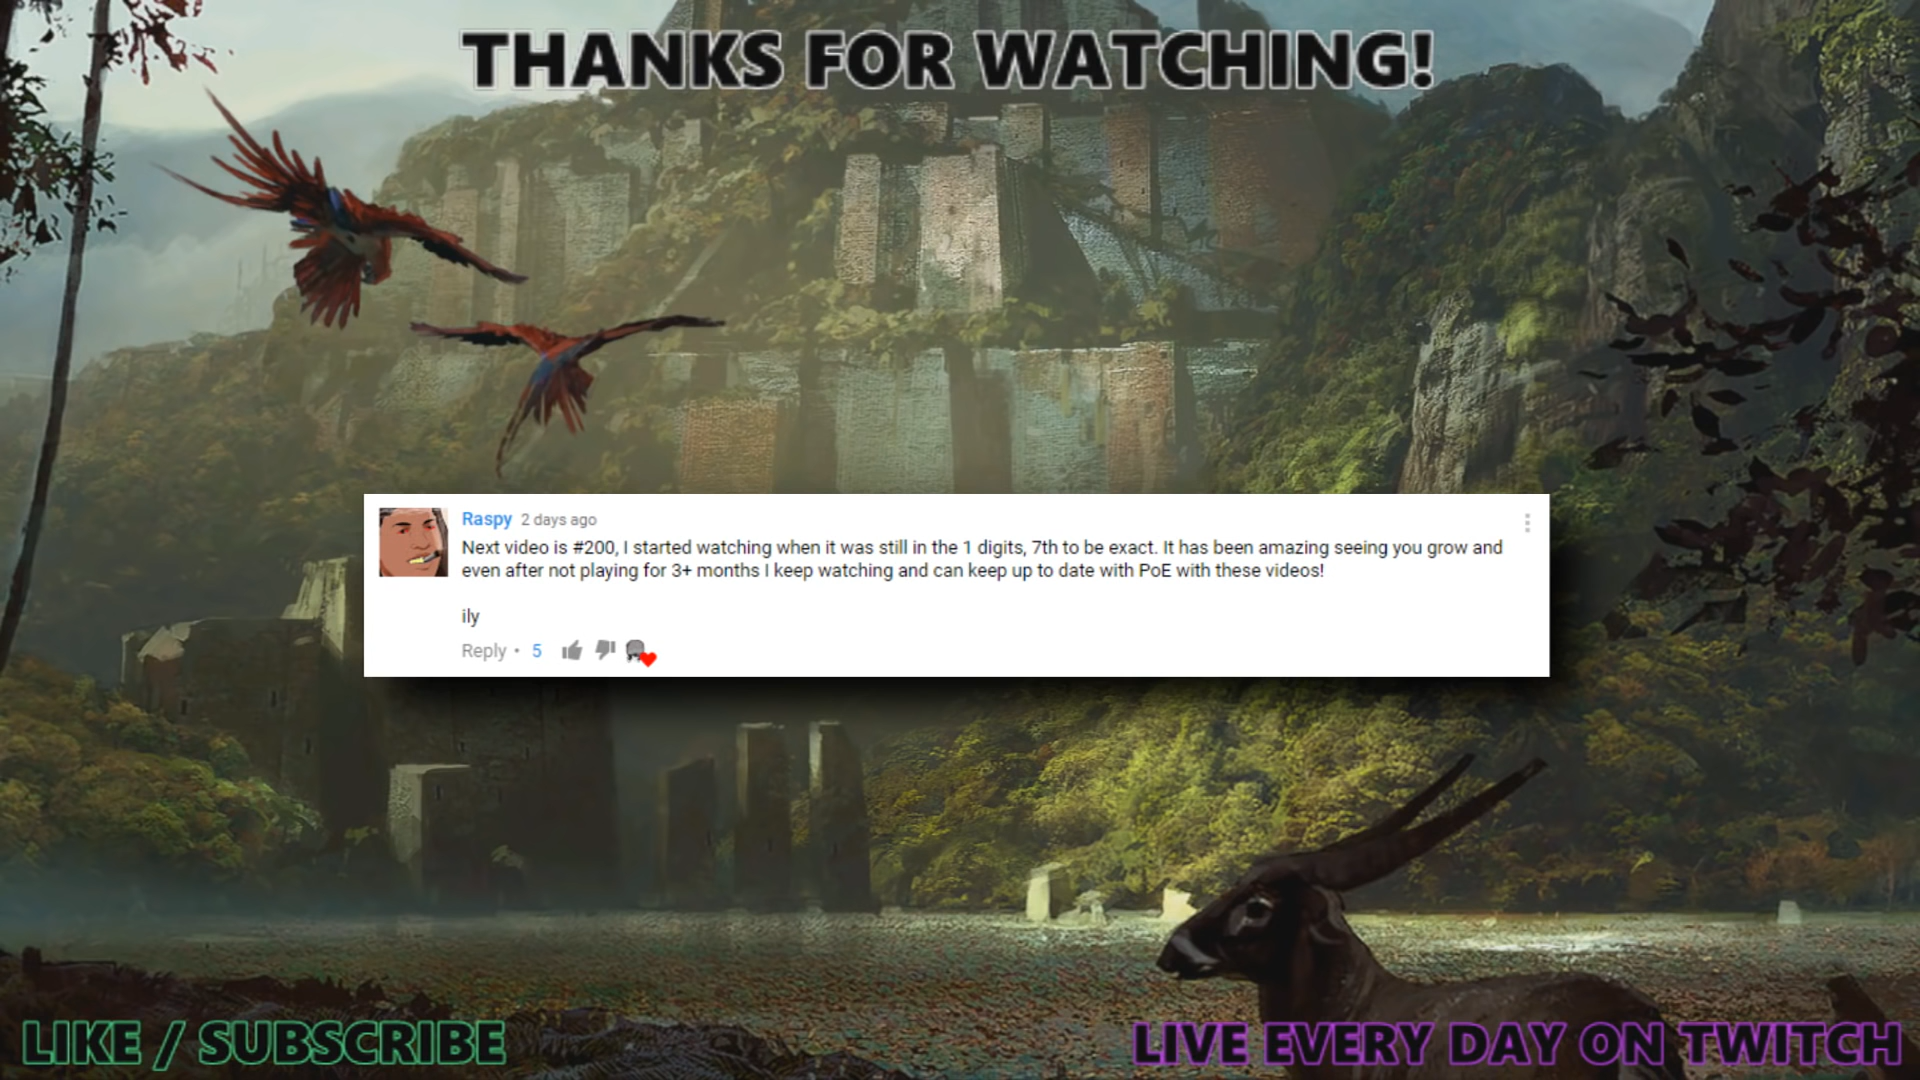 THANKS FOR WATCHING!
Raspy 2 days ago
Next video is #200, I started watching when it was still in the 1 digits, 7th to be exact. It has been amazing seeing you grow and
even after not playing for 3+ months I keep watching and can keep up to date with PoE with these videos!
ily
Reply • 5
LIKE / SUBSCRIBE
LIVE EVERY DAY ON TWITCH